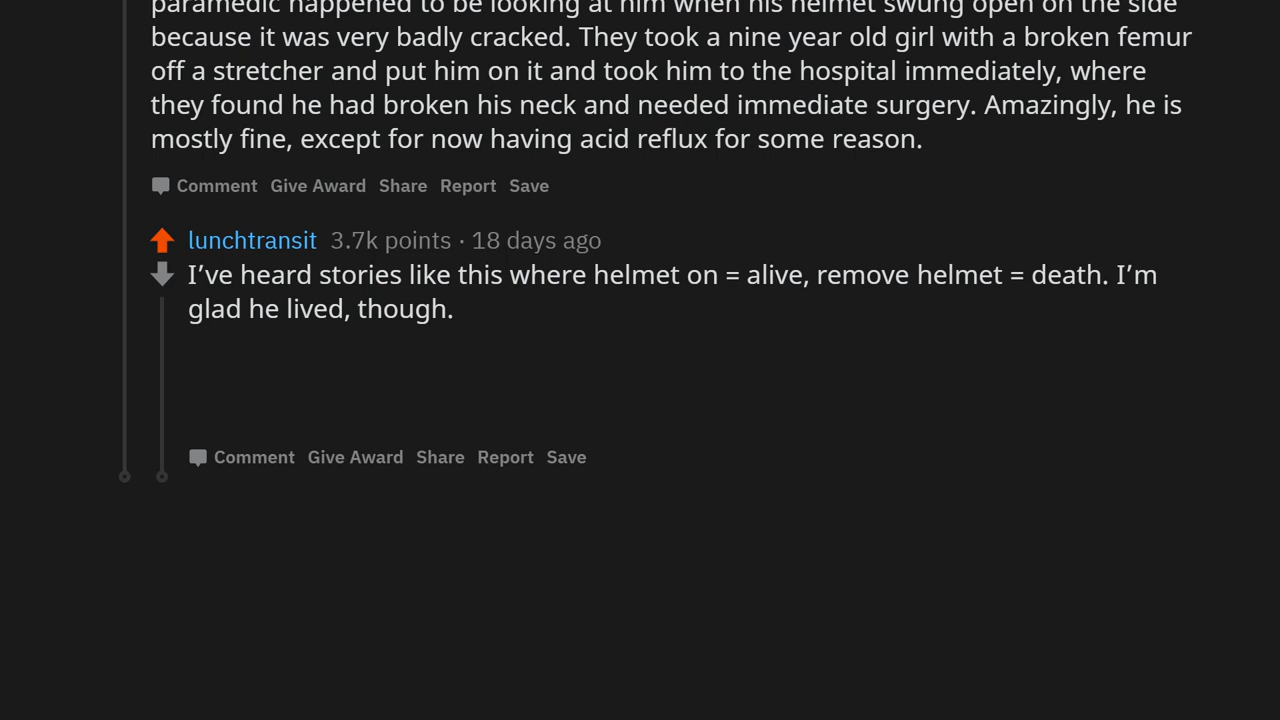 paramedic happened to be looking at him when his helmet swung open on the side
because it was very badly cracked. They took a nine year old girl with a broken femur
off a stretcher and put him on it and took him to the hospital immediately, where
they found he had broken his neck and needed immediate surgery. Amazingly, he is
mostly fine, except for now having acid reflux for some reason.
Comment Give Award Share Report Save
lunchtransit 3.7k points · 18 days ago
I’ve heard stories like this where helmet on = alive, remove helmet = death. I’m
glad he lived, though.
Comment Give Award Share Report Save